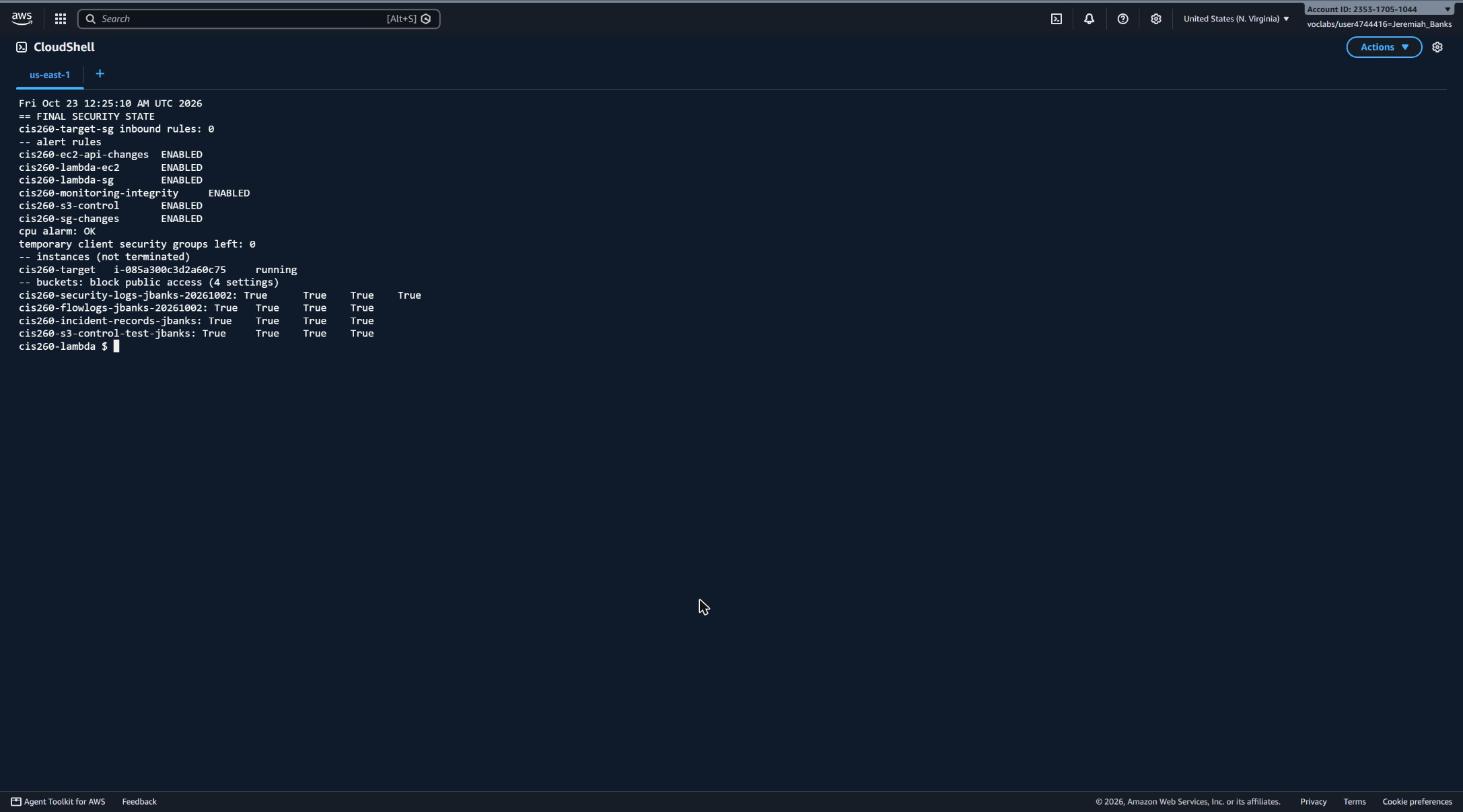 aws
Search [Alt+S]
United States (N. Virginia) ▼
Account ID: 2353-1705-1044 ▼
voclabs/user4744416=Jeremiah_Banks
CloudShell
Actions ▼
us-east-1 +
Fri Oct 23 12:25:10 AM UTC 2026
== FINAL SECURITY STATE
cis260-target-sg inbound rules: 0
-- alert rules
cis260-ec2-api-changes ENABLED
cis260-lambda-ec2 ENABLED
cis260-lambda-sg ENABLED
cis260-monitoring-integrity ENABLED
cis260-s3-control ENABLED
cis260-sg-changes ENABLED
cpu alarm: OK
temporary client security groups left: 0
-- instances (not terminated)
cis260-target i-085a300c3d2a60c75 running
-- buckets: block public access (4 settings)
cis260-security-logs-jbanks-20261002: True True True True
cis260-flowlogs-jbanks-20261002: True True True True
cis260-incident-records-jbanks: True True True True
cis260-s3-control-test-jbanks: True True True True
cis260-lambda $
Agent Toolkit for AWS Feedback
© 2026, Amazon Web Services, Inc. or its affiliates. Privacy Terms Cookie preferences